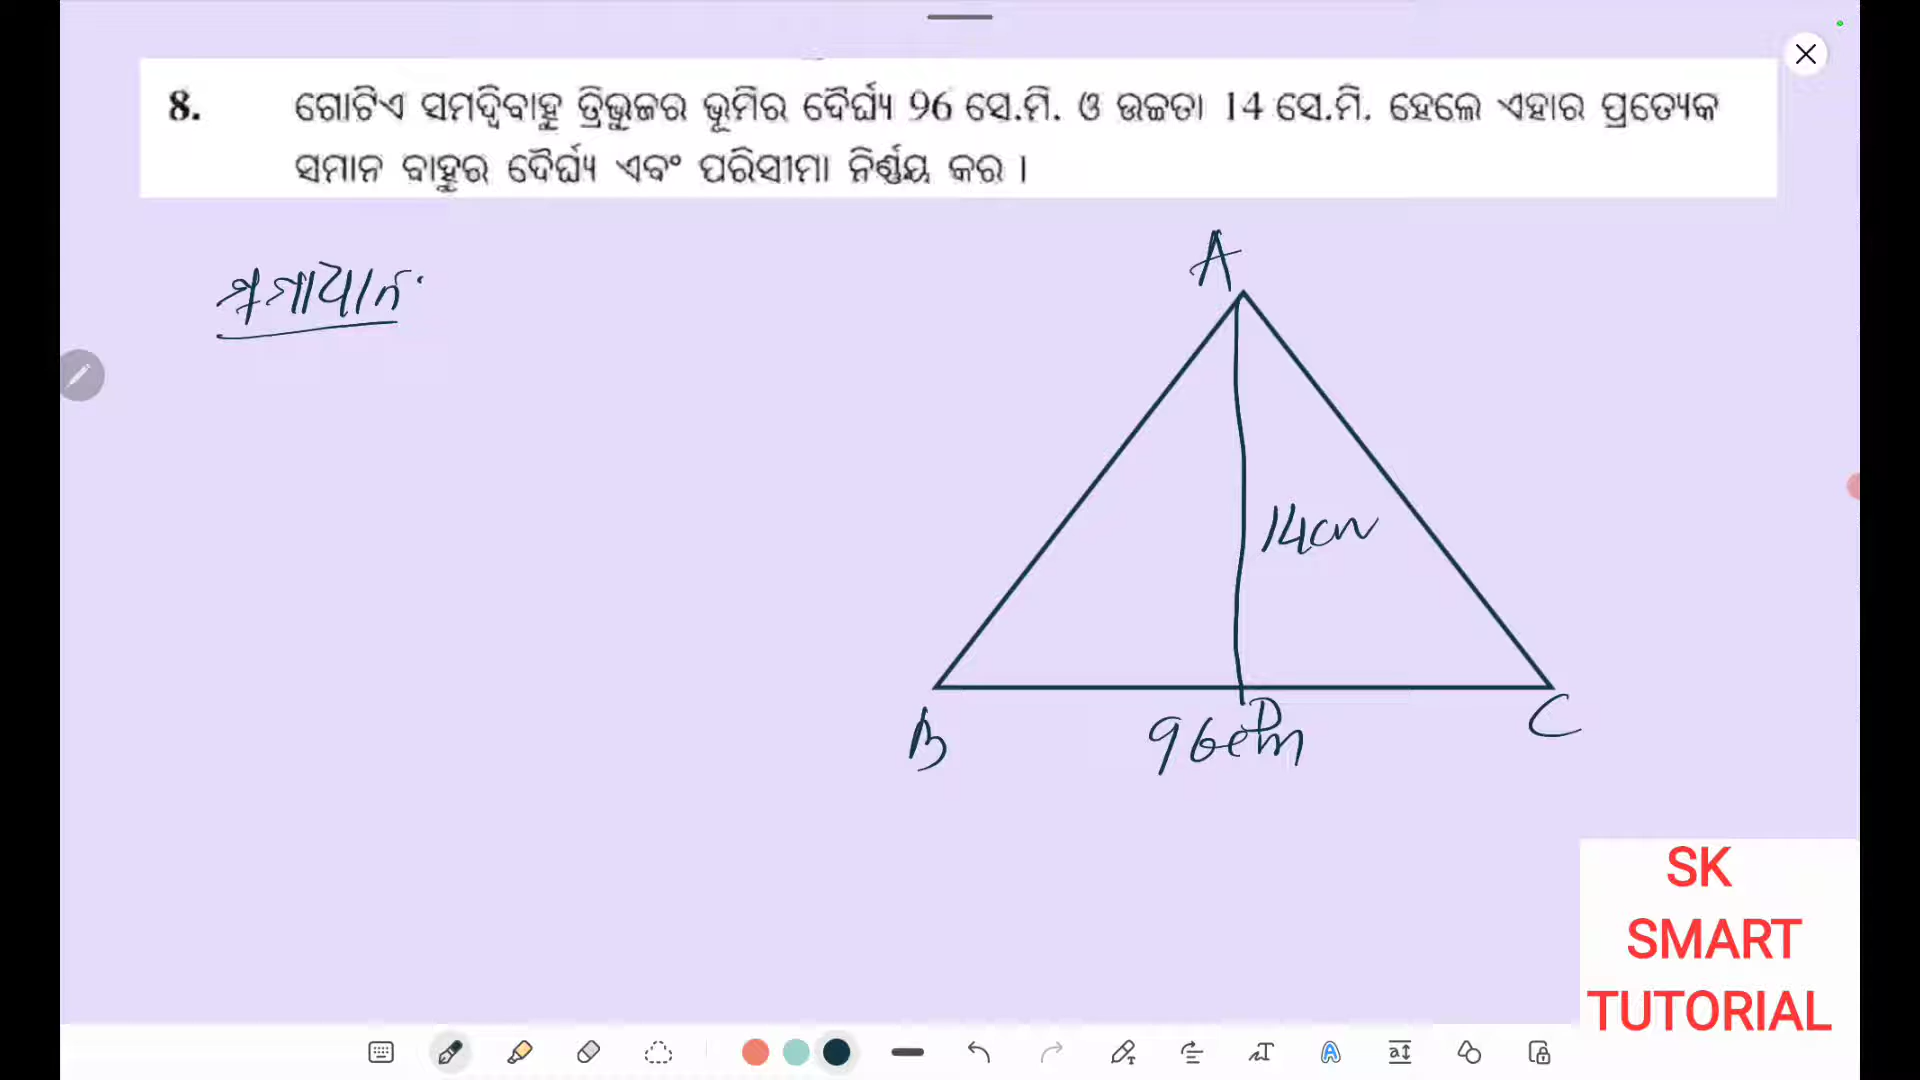 8. ଗୋଟିଏ ସମଦ୍ୱିବାହୁ ତ୍ରିଭୁଜର ଭୂମିର ଦୈର୍ଘ୍ୟ 96 ସେ.ମି. ଓ ଉଚ୍ଚତା 14 ସେ.ମି. ହେଲେ ଏହାର ପ୍ରତ୍ୟେକ
ସମାନ ବାହୁର ଦୈର୍ଘ୍ୟ ଏବଂ ପରିସୀମା ନିର୍ଣ୍ଣୟ କର ।
ସମାଧାନ
A
14cm
B
D
C
96cm
SK
SMART
TUTORIAL